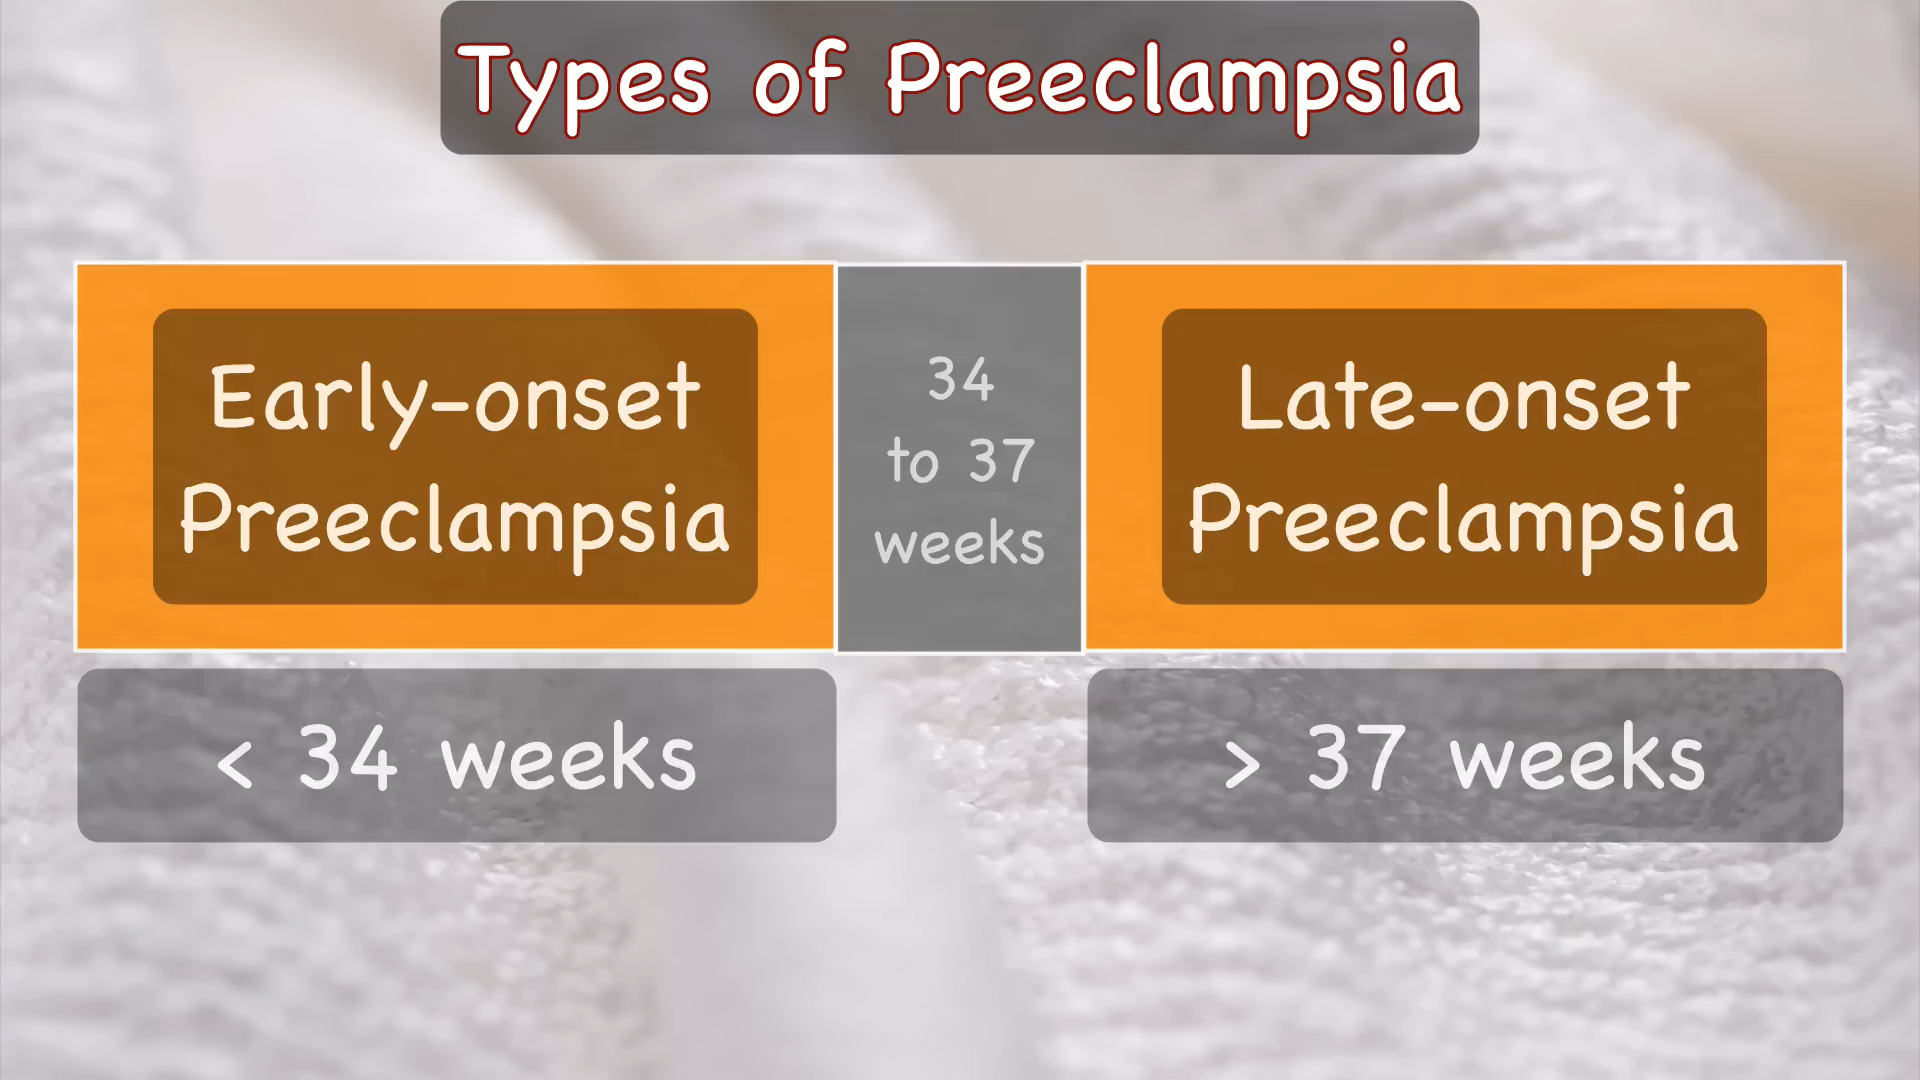 Types of Preeclampsia
Early-onset
Preeclampsia
34
to 37
weeks
Late-onset
Preeclampsia
< 34 weeks
> 37 weeks